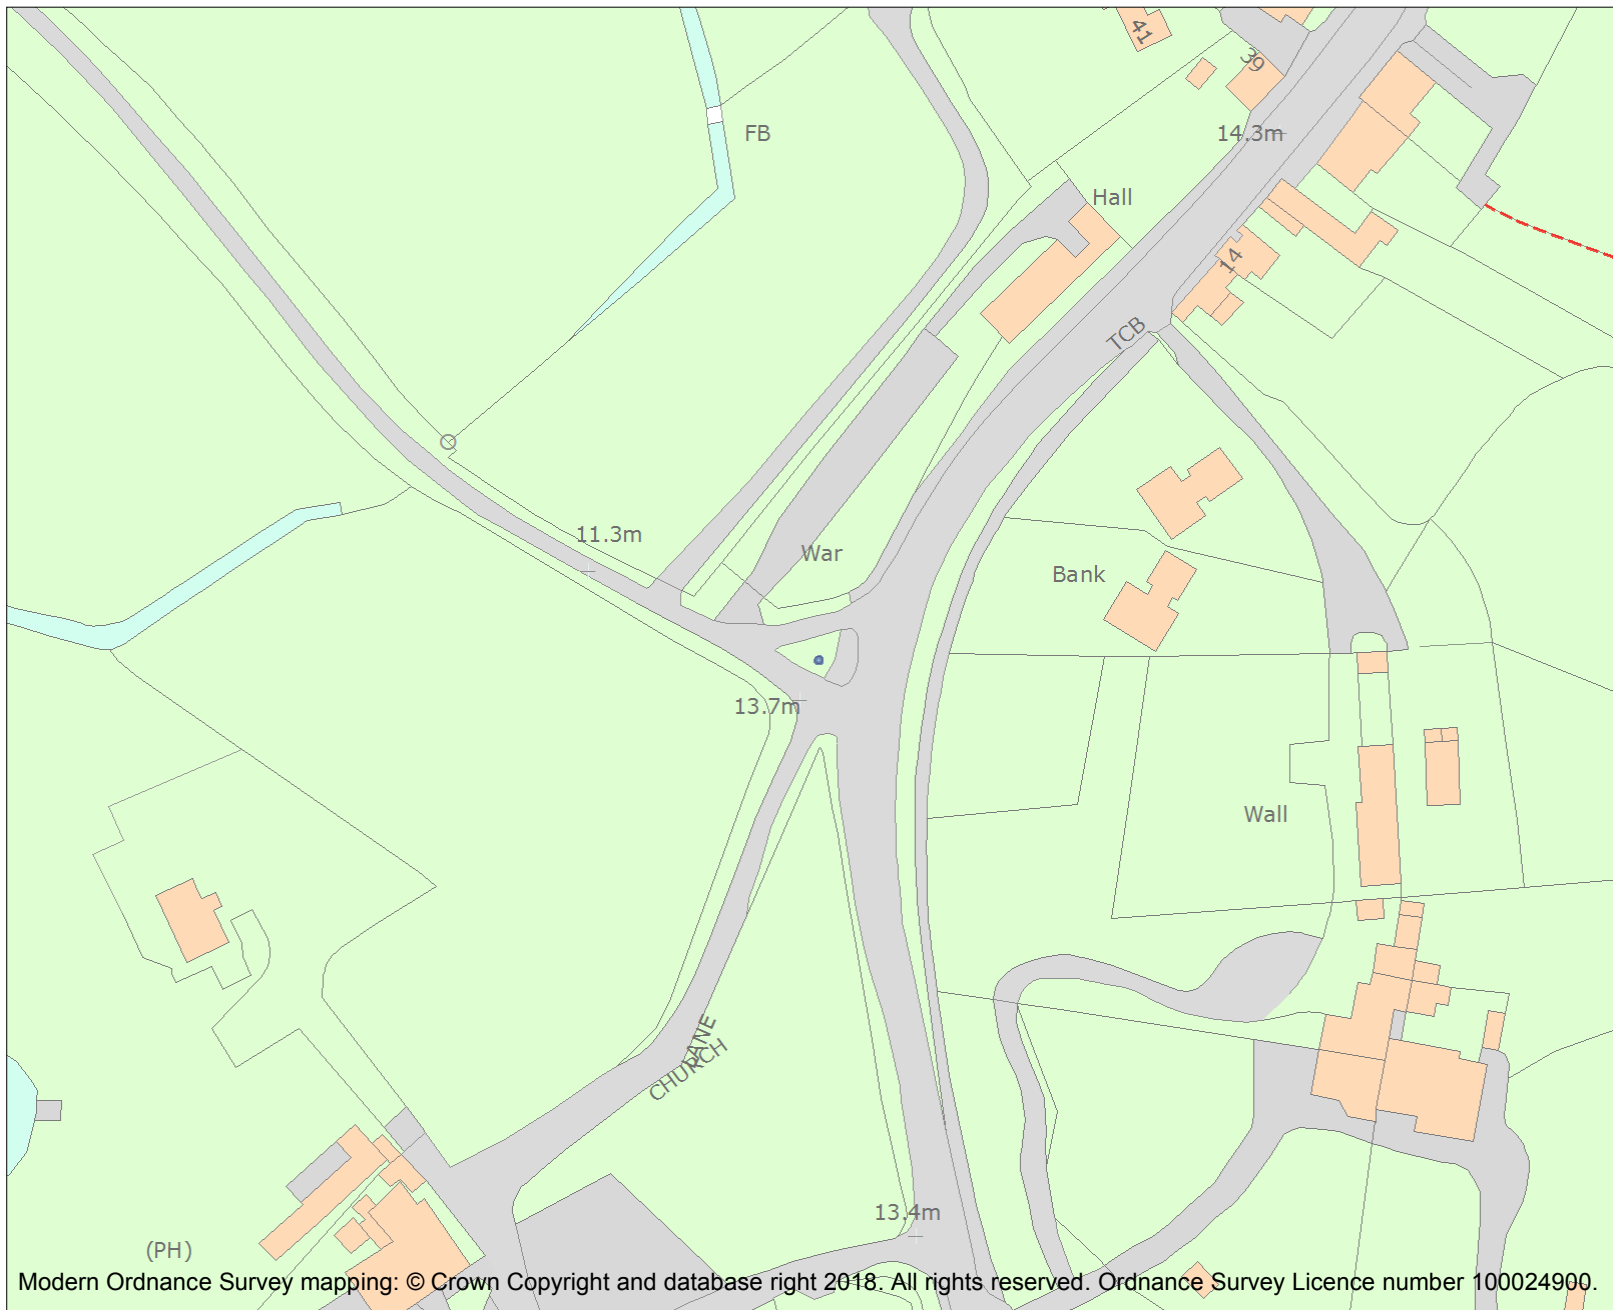 41
39
FB
14.3m
Hall
14
TCB
11.3m
War
Bank
13.7m
Wall
CHURCH LANE
13.4m
(PH)
Modern Ordnance Survey mapping: © Crown Copyright and database right 2018. All rights reserved. Ordnance Survey Licence number 100024900.